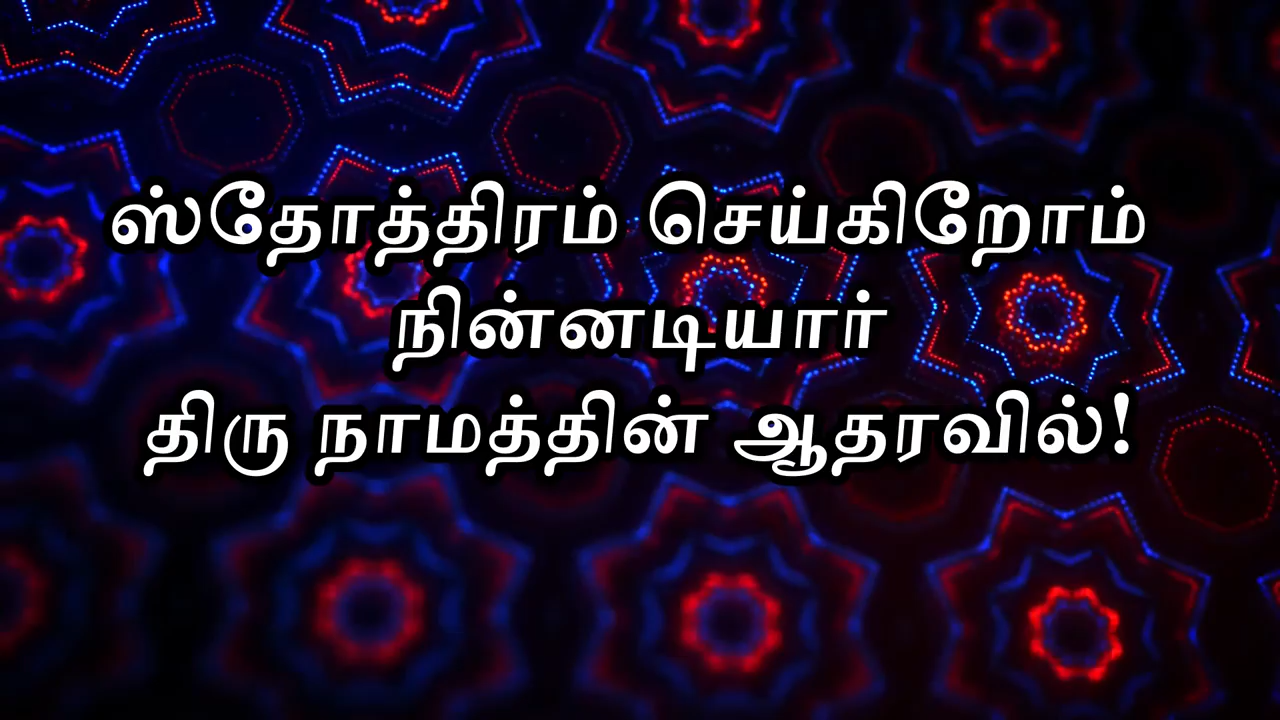 ஸ்தோத்திரம் செய்கிறோம்
நின்னடியார்
திரு நாமத்தின் ஆதரவில்!